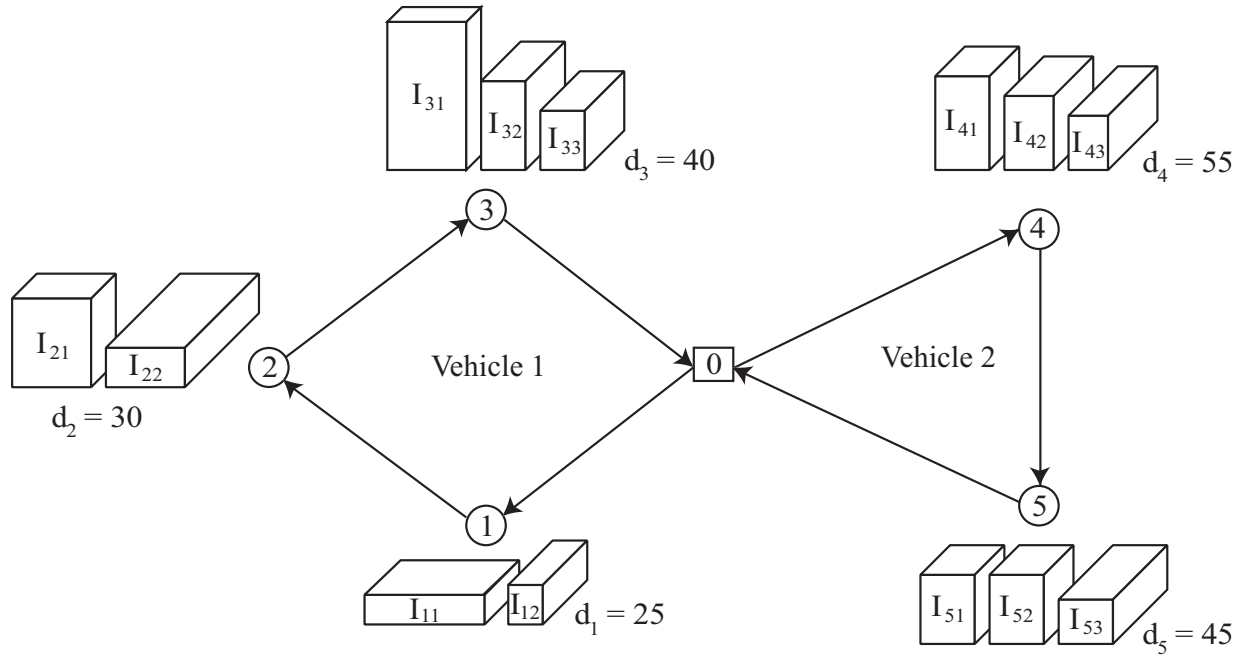 I31
I32
I33
d3 = 40
I41
I42
I43
d4 = 55
3
4
I21
I22
d2 = 30
2
Vehicle 1
0
Vehicle 2
1
5
I11
I12
d1 = 25
I51
I52
I53
d5 = 45